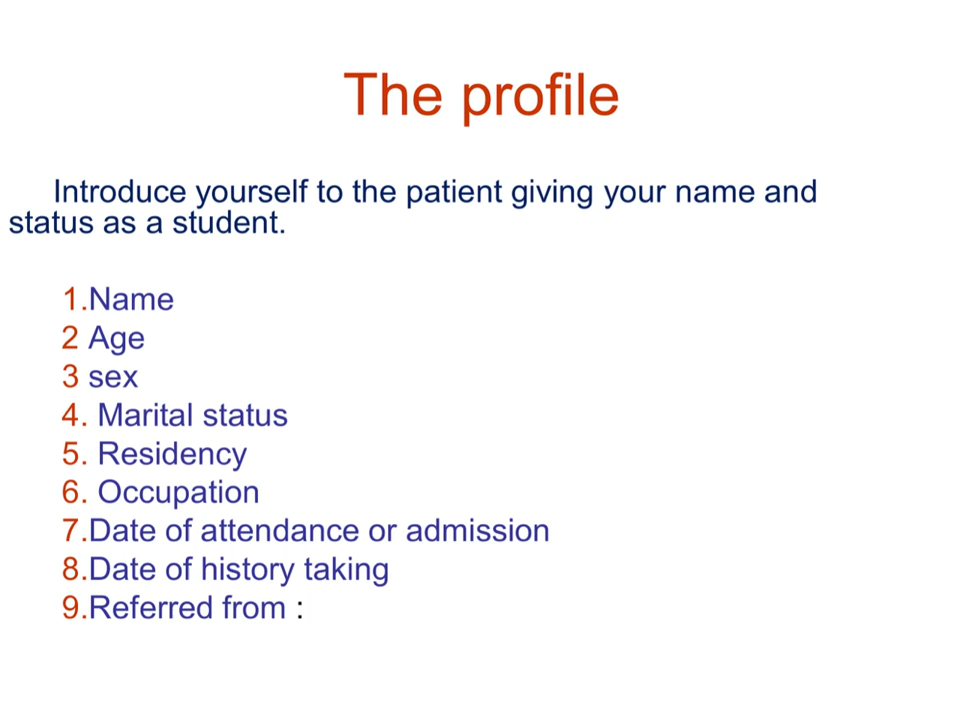 The profile
Introduce yourself to the patient giving your name and
status as a student.
1.Name
2 Age
3 sex
4. Marital status
5. Residency
6. Occupation
7.Date of attendance or admission
8.Date of history taking
9.Referred from :